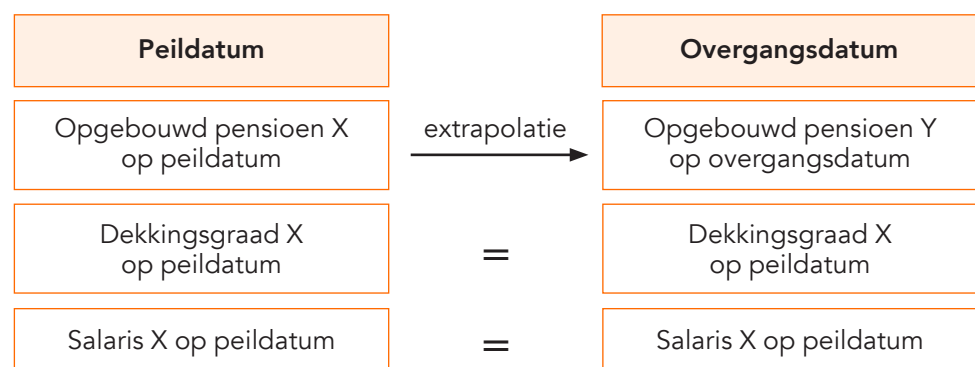 Peildatum
Overgangsdatum
Opgebouwd pensioen X
op peildatum
extrapolatie
Opgebouwd pensioen Y
op overgangsdatum
Dekkingsgraad X
op peildatum
=
Dekkingsgraad X
op peildatum
Salaris X op peildatum
=
Salaris X op peildatum